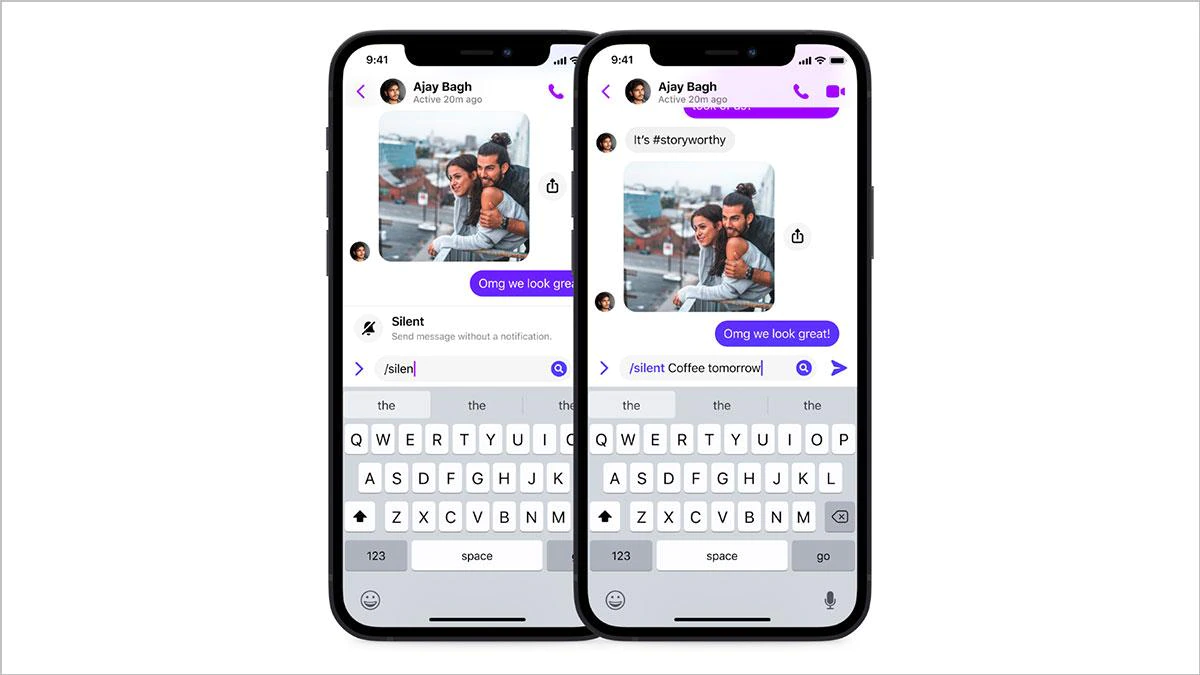 9:41
Ajay Bagh
Active 20m ago
Omg we look grea
Silent
Send message without a notification.
/silen
the the the
Q W E R T Y U I O
A S D F G H J K
Z X C V B N M
123 space
9:41
Ajay Bagh
Active 20m ago
It's #storyworthy
Omg we look great!
/silent Coffee tomorrow
the the the
Q W E R T Y U I O P
A S D F G H J K L
Z X C V B N M
123 space go